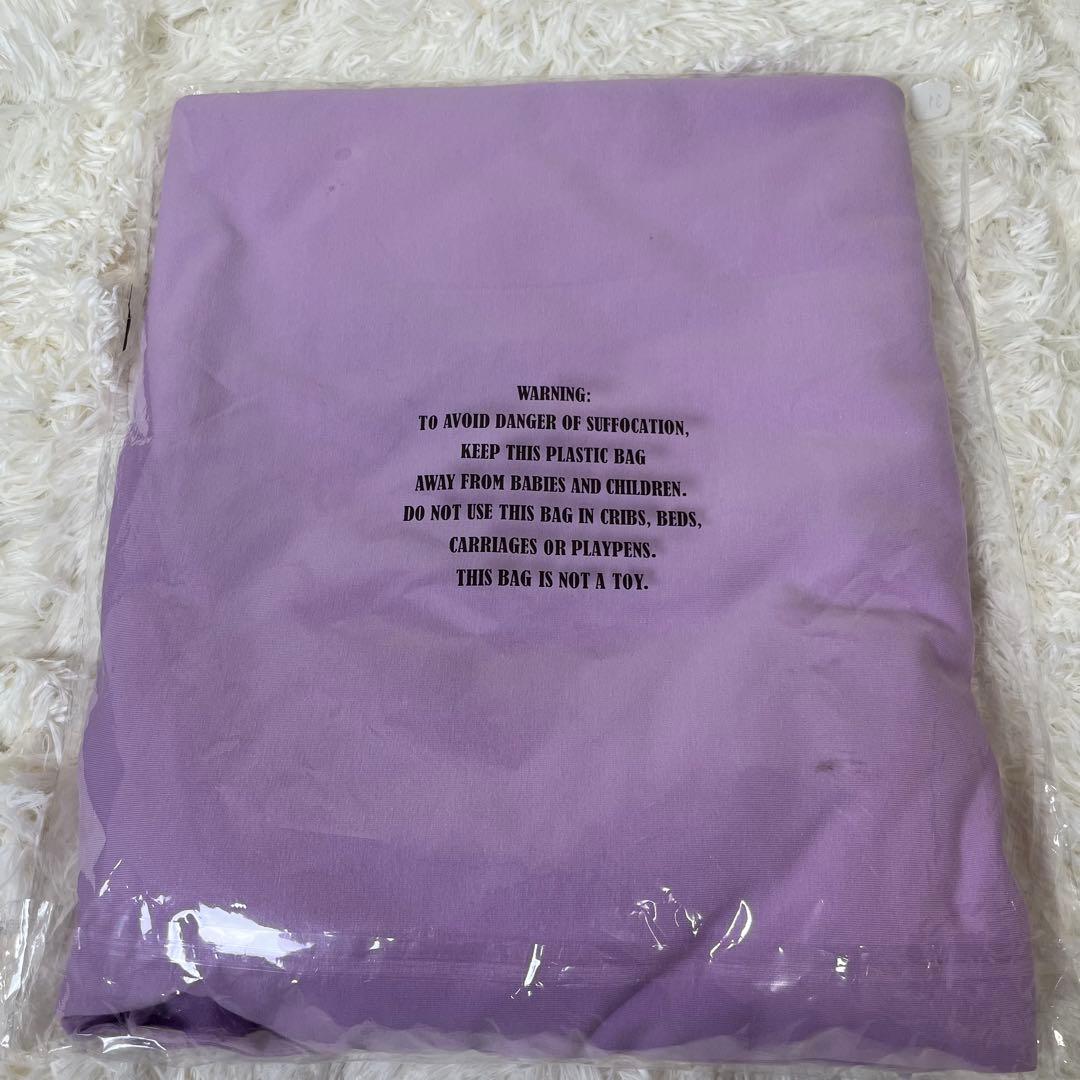 WARNING:
TO AVOID DANGER OF SUFFOCATION,
KEEP THIS PLASTIC BAG
AWAY FROM BABIES AND CHILDREN.
DO NOT USE THIS BAG IN CRIBS, BEDS,
CARRIAGES OR PLAYPENS.
THIS BAG IS NOT A TOY.